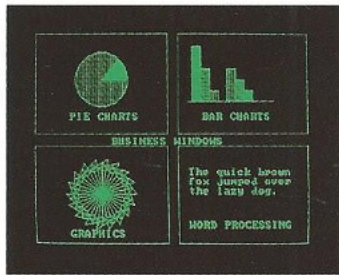 PIE CHARTS
BAR CHARTS
BUSINESS WINDOWS
The quick brown
fox jumped over
the lazy dog.
GRAPHICS
WORD PROCESSING